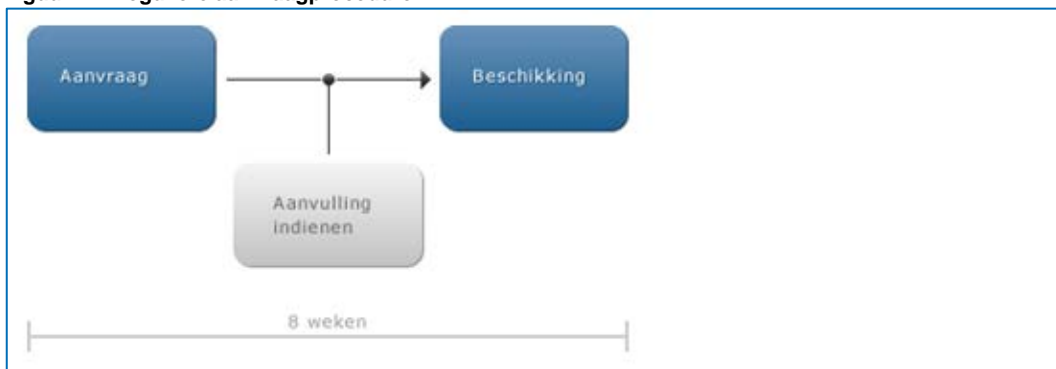 Aanvraag
Beschikking
Aanvulling
indienen
8 weken